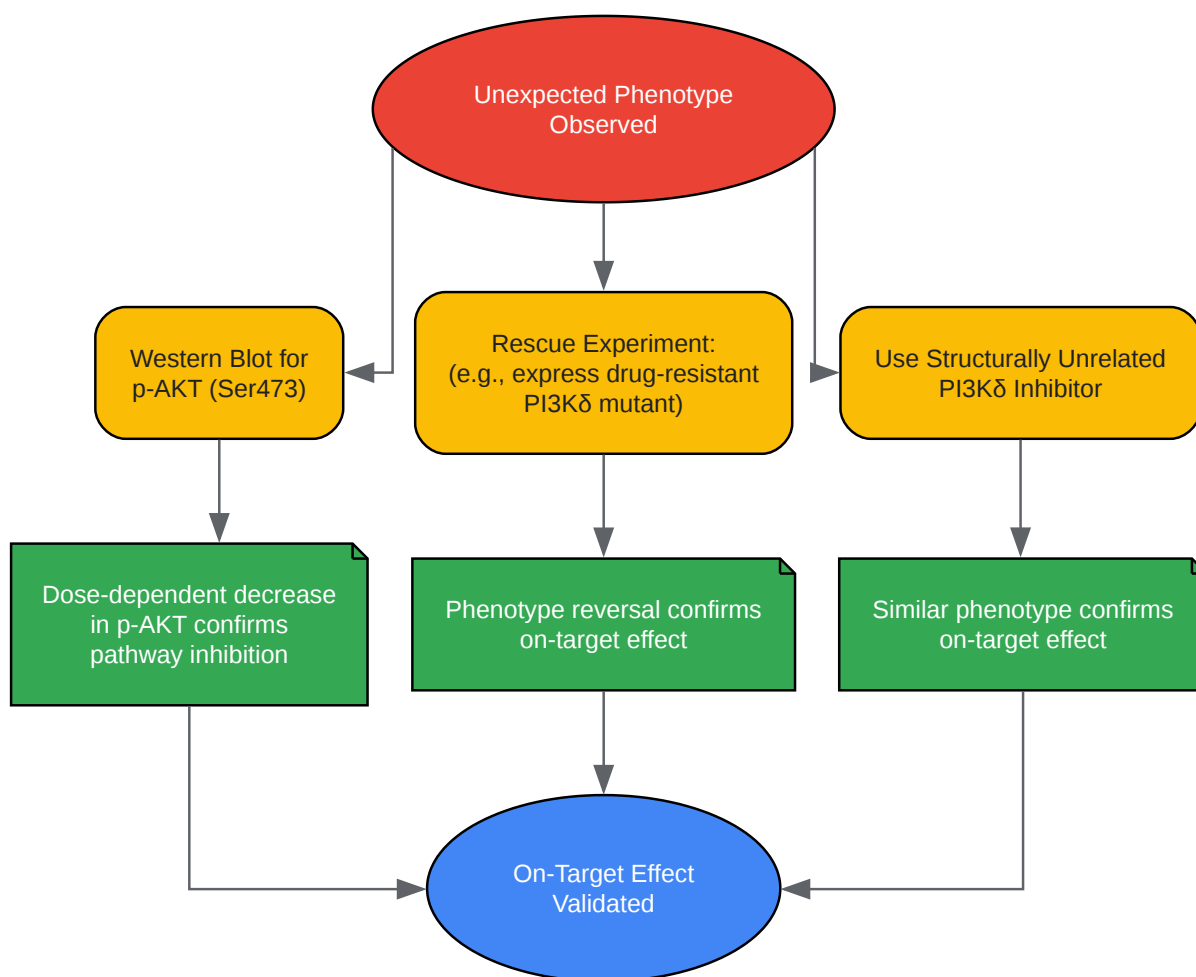 Unexpected Phenotype
Observed
Western Blot for
p-AKT (Ser473)
Rescue Experiment:
(e.g., express drug-resistant
PI3Kδ mutant)
Use Structurally Unrelated
PI3Kδ Inhibitor
Dose-dependent decrease
in p-AKT confirms
pathway inhibition
Phenotype reversal confirms
on-target effect
Similar phenotype confirms
on-target effect
On-Target Effect
Validated